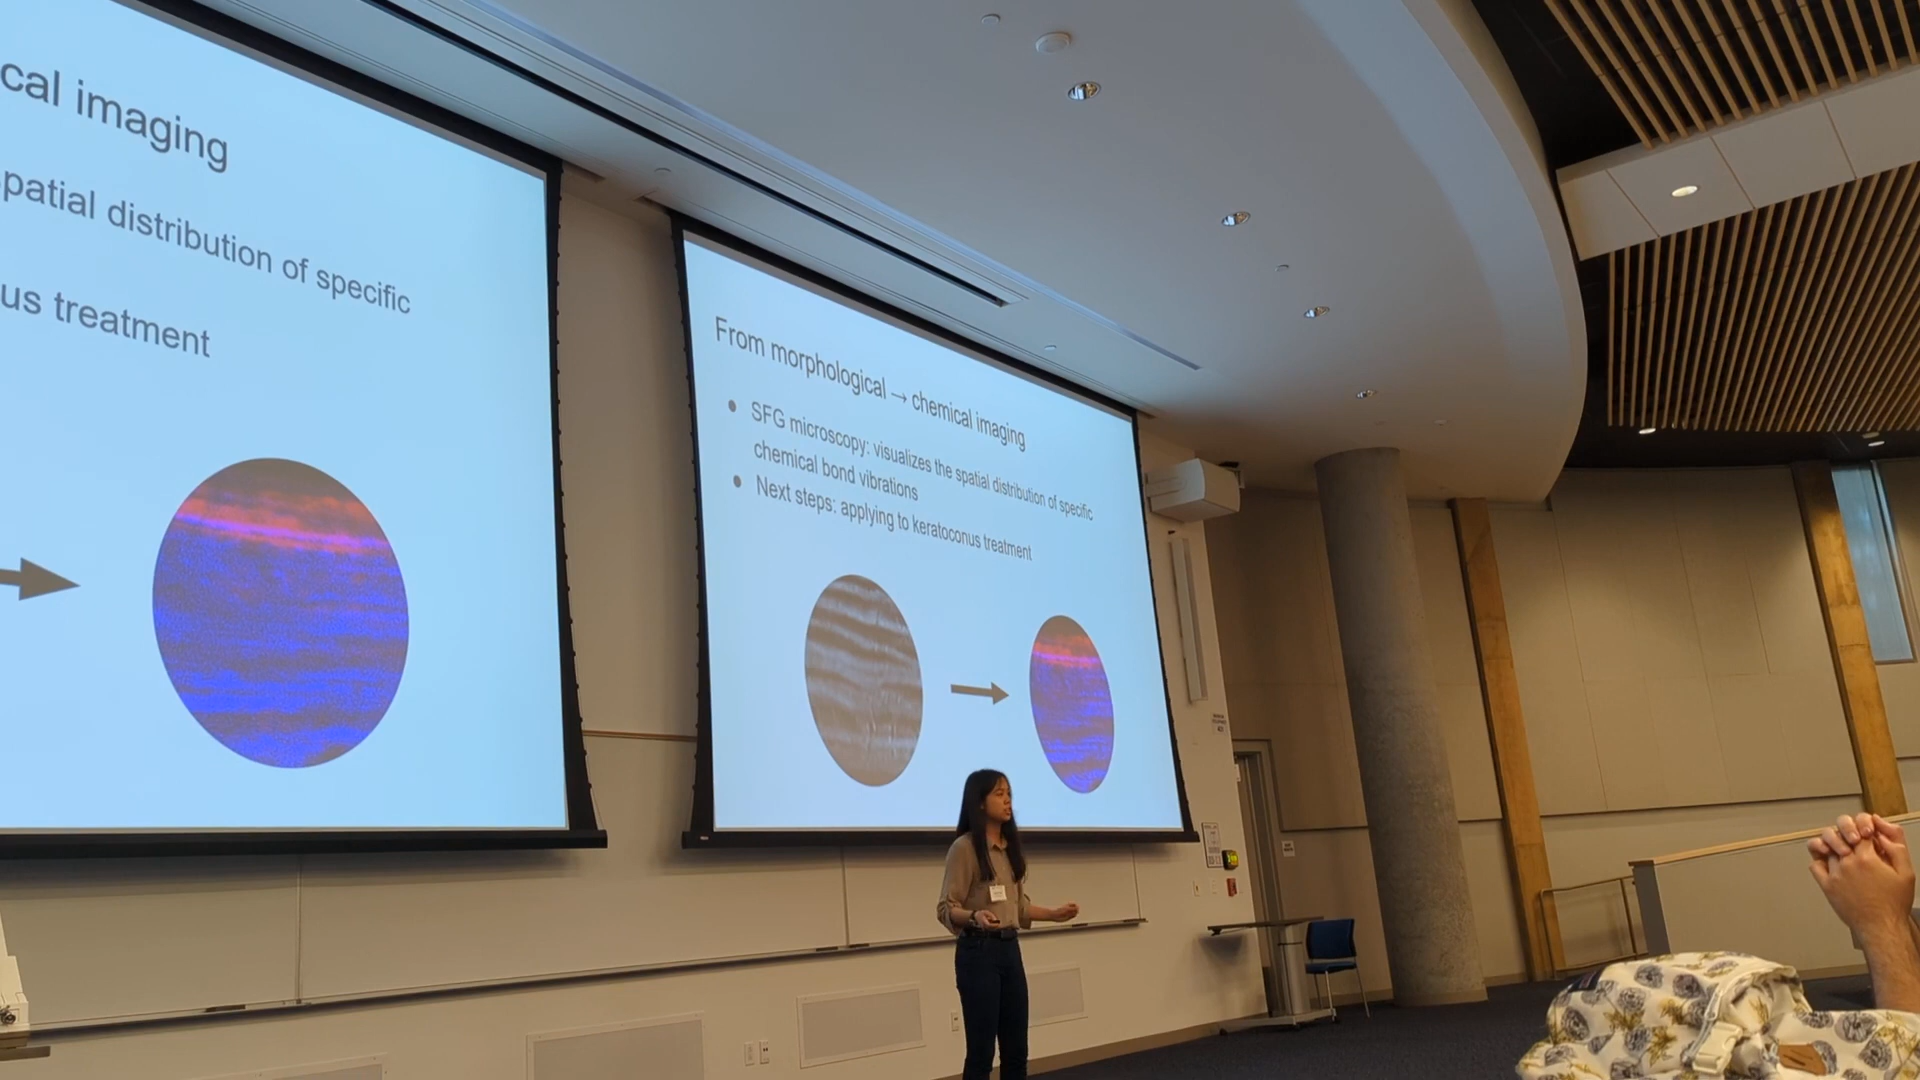 cal imaging
patial distribution of specific
us treatment
From morphological → chemical imaging
● SFG microscopy: visualizes the spatial distribution of specific
chemical bond vibrations
● Next steps: applying to keratoconus treatment